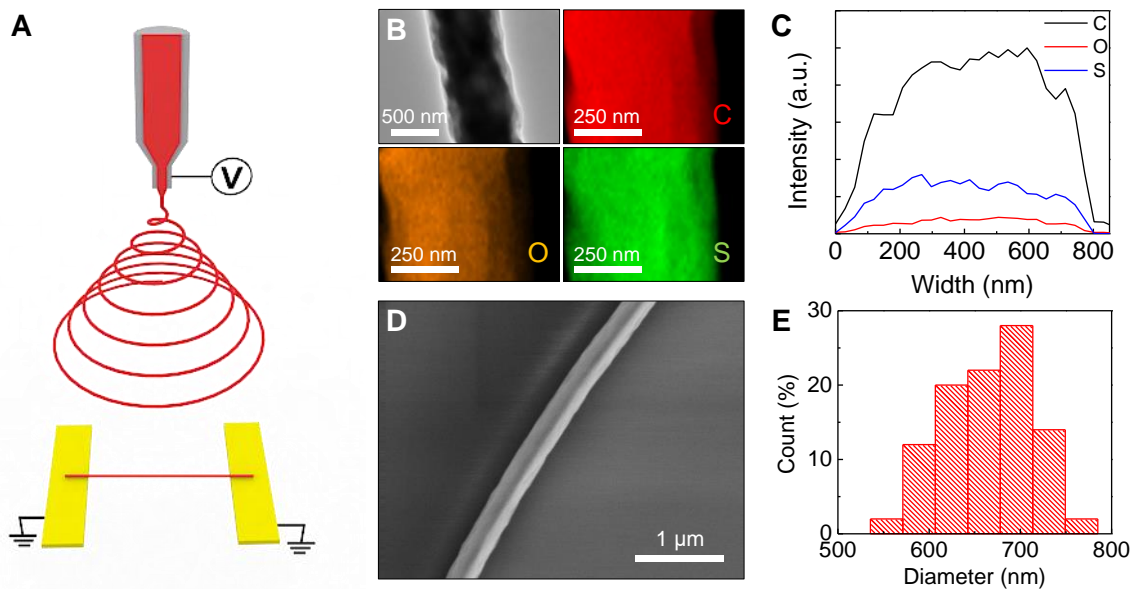 A
V
B
500 nm
250 nm
C
250 nm
O
250 nm
S
C
Intensity (a.u.)
C
O
S
0 200 400 600 800
Width (nm)
D
1 µm
E
Count (%)
30
20
10
0
500 600 700 800
Diameter (nm)